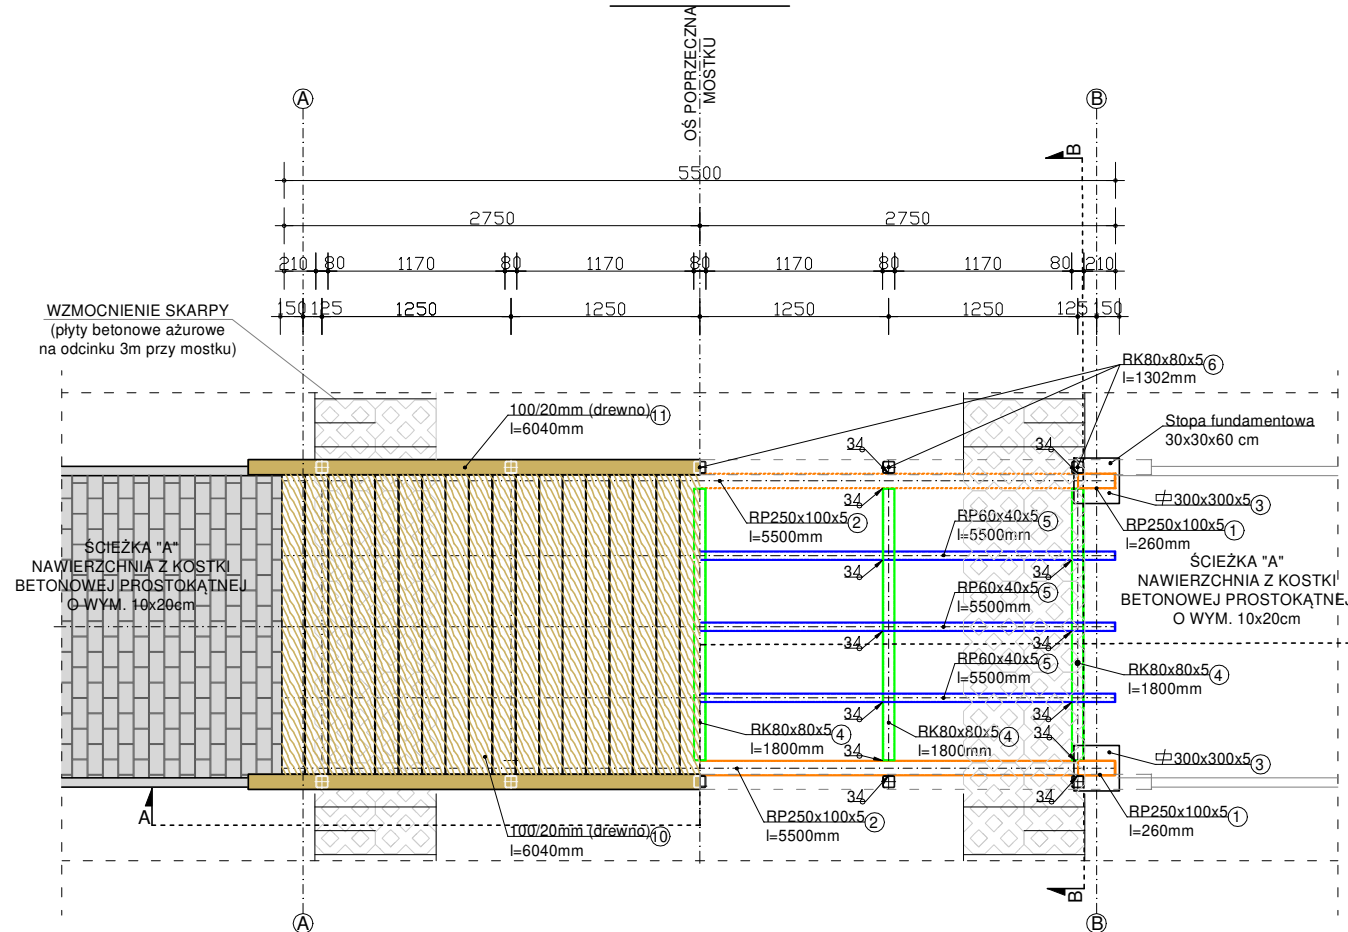 OŚ POPRZECZNA
MOSTKU
A
B
B
5500
2750
2750
210
80
1170
80
1170
80
1170
80
1170
80
210
150
125
1250
1250
1250
1250
125
150
WZMOCNIENIE SKARPY
(płyty betonowe ażurowe
na odcinku 3m przy mostku)
RK80x80x5 6
l=1302mm
100/20mm (drewno) 11
l=6040mm
Stopa fundamentowa
30x30x60 cm
34
34
300x300x5 3
34
34
RP250x100x5 2
l=5500mm
RP60x40x5 5
l=5500mm
RP250x100x5 1
l=260mm
ŚCIEŻKA "A"
NAWIERZCHNIA Z KOSTKI
BETONOWEJ PROSTOKĄTNEJ
O WYM. 10x20cm
ŚCIEŻKA "A"
NAWIERZCHNIA Z KOSTKI
BETONOWEJ PROSTOKĄTNEJ
O WYM. 10x20cm
34
34
RP60x40x5 5
l=5500mm
34
34
RP60x40x5 5
l=5500mm
RK80x80x5 4
l=1800mm
34
34
RK80x80x5 4
l=1800mm
RK80x80x5 4
l=1800mm
34
34
300x300x5 3
34
34
A
RP250x100x5 2
l=5500mm
RP250x100x5 1
l=260mm
100/20mm (drewno) 10
l=6040mm
B
A
B